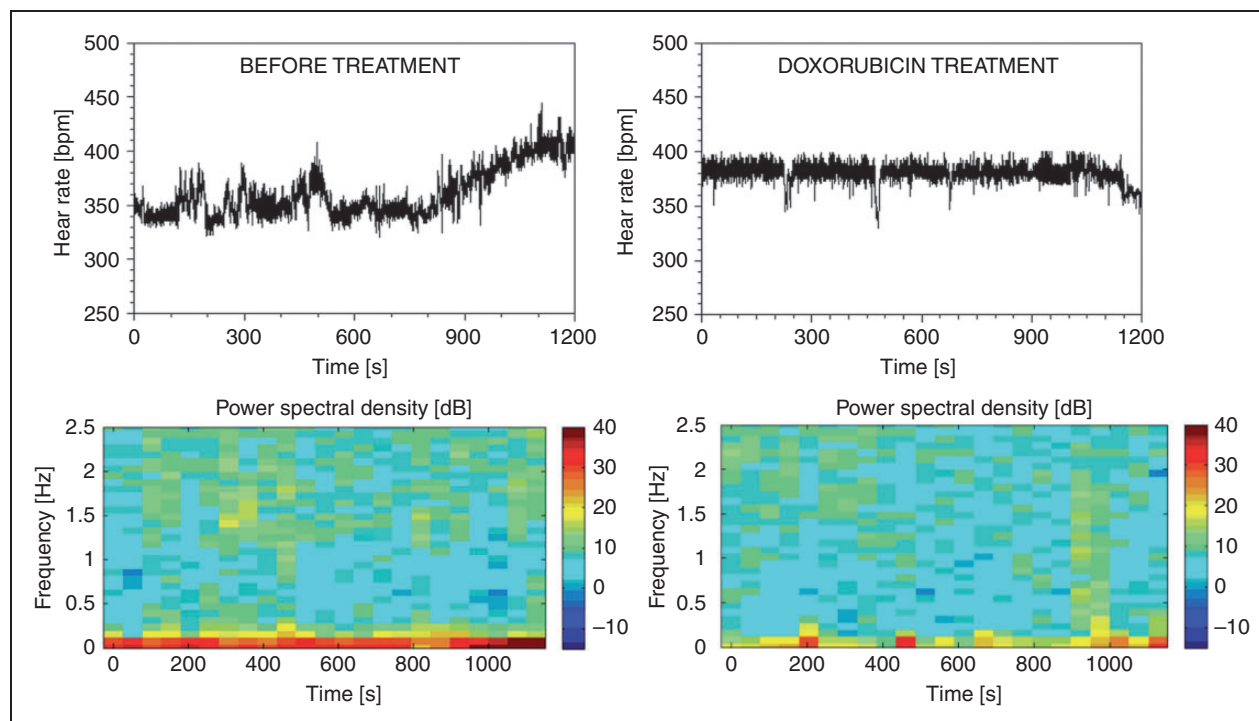 BEFORE TREATMENT
Hear rate [bpm]
500
450
400
350
300
250
0 300 600 900 1200
Time [s]
DOXORUBICIN TREATMENT
Hear rate [bpm]
500
450
400
350
300
250
0 300 600 900 1200
Time [s]
Power spectral density [dB]
Frequency [Hz]
2.5
2
1.5
1
0.5
0
0 200 400 600 800 1000
Time [s]
40
30
20
10
0
–10
Power spectral density [dB]
Frequency [Hz]
2.5
2
1.5
1
0.5
0
0 200 400 600 800 1000
Time [s]
40
30
20
10
0
–10